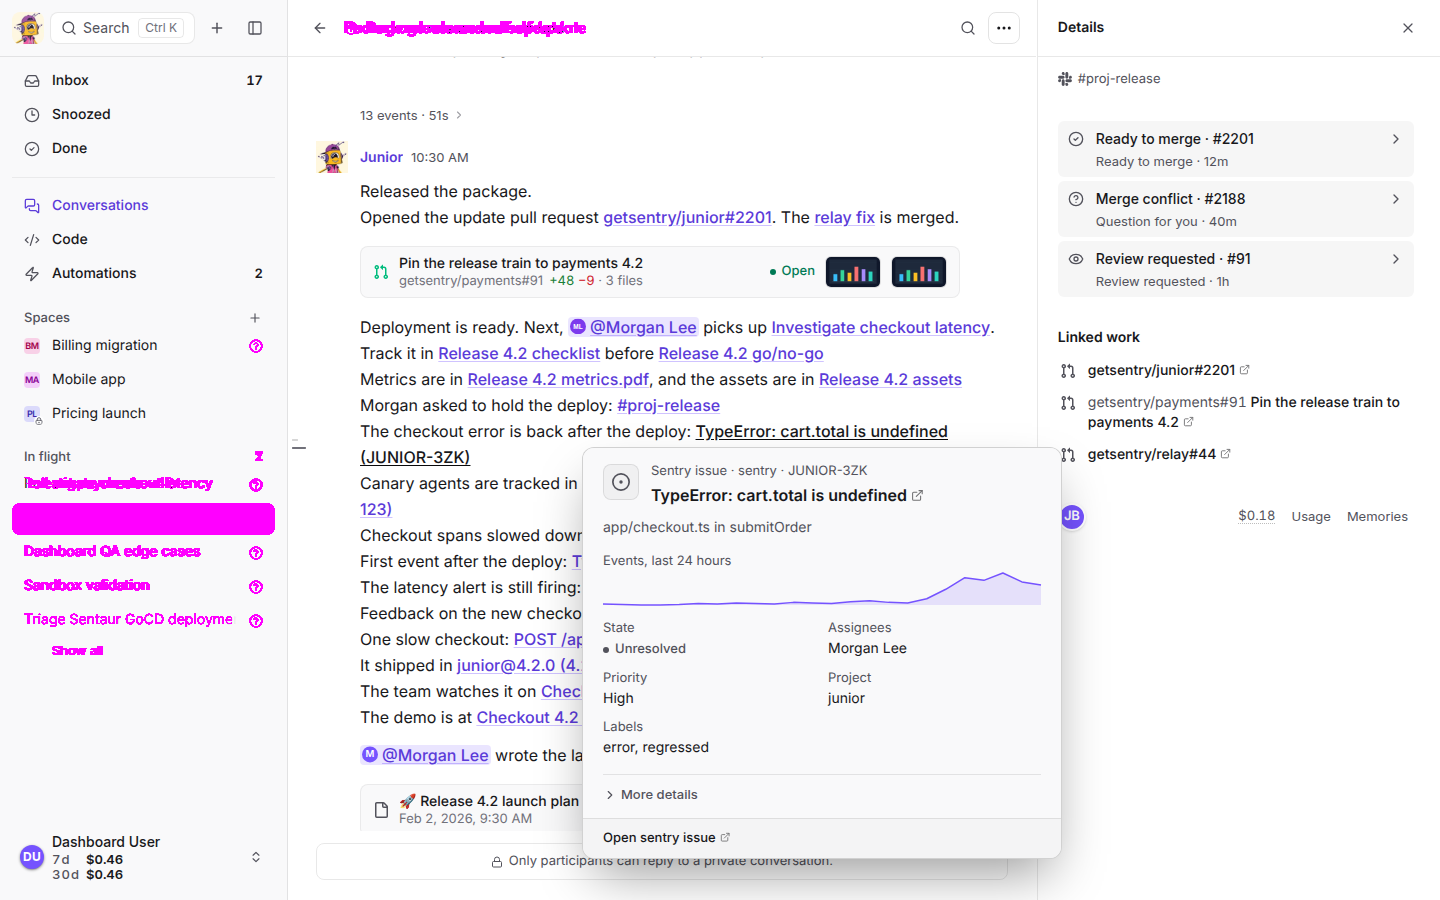 Search Ctrl K
Inbox 17
Snoozed
Done
Conversations
Code
Automations 2
Spaces
BM Billing migration
MA Mobile app
PL Pricing launch
In flight
Dashboard QA edge cases
Sandbox validation
Triage Sentaur GoCD deployme
Show all
DU Dashboard User
7d $0.46
30d $0.46
13 events · 51s
Junior 10:30 AM
Released the package.
Opened the update pull request getsentry/junior#2201. The relay fix is merged.
Pin the release train to payments 4.2
getsentry/payments#91 +48 −9 · 3 files
Open
Deployment is ready. Next, ML @Morgan Lee picks up Investigate checkout latency.
Track it in Release 4.2 checklist before Release 4.2 go/no-go
Metrics are in Release 4.2 metrics.pdf, and the assets are in Release 4.2 assets
Morgan asked to hold the deploy: #proj-release
The checkout error is back after the deploy: TypeError: cart.total is undefined
(JUNIOR-3ZK)
Canary agents are tracked in
123)
Checkout spans slowed down
First event after the deploy: T
The latency alert is still firing:
Feedback on the new checko
One slow checkout: POST /ap
It shipped in junior@4.2.0 (4.
The team watches it on Chec
The demo is at Checkout 4.2
M @Morgan Lee wrote the la
🚀 Release 4.2 launch plan
Feb 2, 2026, 9:30 AM
Only participants can reply to a private conversation.
Sentry issue · sentry · JUNIOR-3ZK
TypeError: cart.total is undefined
app/checkout.ts in submitOrder
Events, last 24 hours
State
Unresolved
Assignees
Morgan Lee
Priority
High
Project
junior
Labels
error, regressed
More details
Open sentry issue
Details
#proj-release
Ready to merge · #2201
Ready to merge · 12m
Merge conflict · #2188
Question for you · 40m
Review requested · #91
Review requested · 1h
Linked work
getsentry/junior#2201
getsentry/payments#91 Pin the release train to
payments 4.2
getsentry/relay#44
JB $0.18 Usage Memories